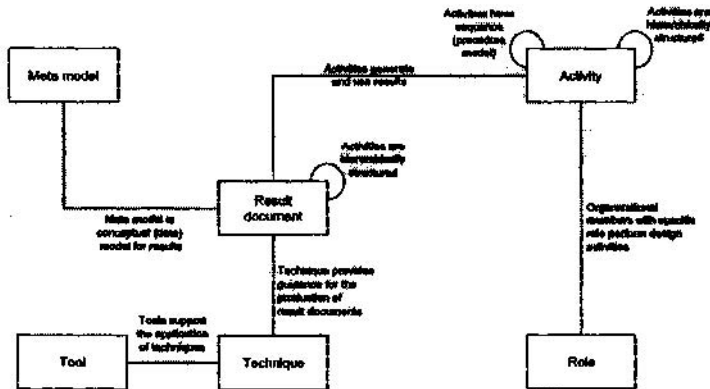 Activities have
sequence
(procedure
model)
Activities are
hierarchically
structured
Meta model
Activities generate
and use results
Activity
Activities are
hierarchically
structured
Result
document
Meta model is
conceptual (data)
model for results
Organizational
members with specific
role perform design
activities
Technique provides
guidance for the
production of
result documents
Tools support
the application
of techniques
Tool
Technique
Role